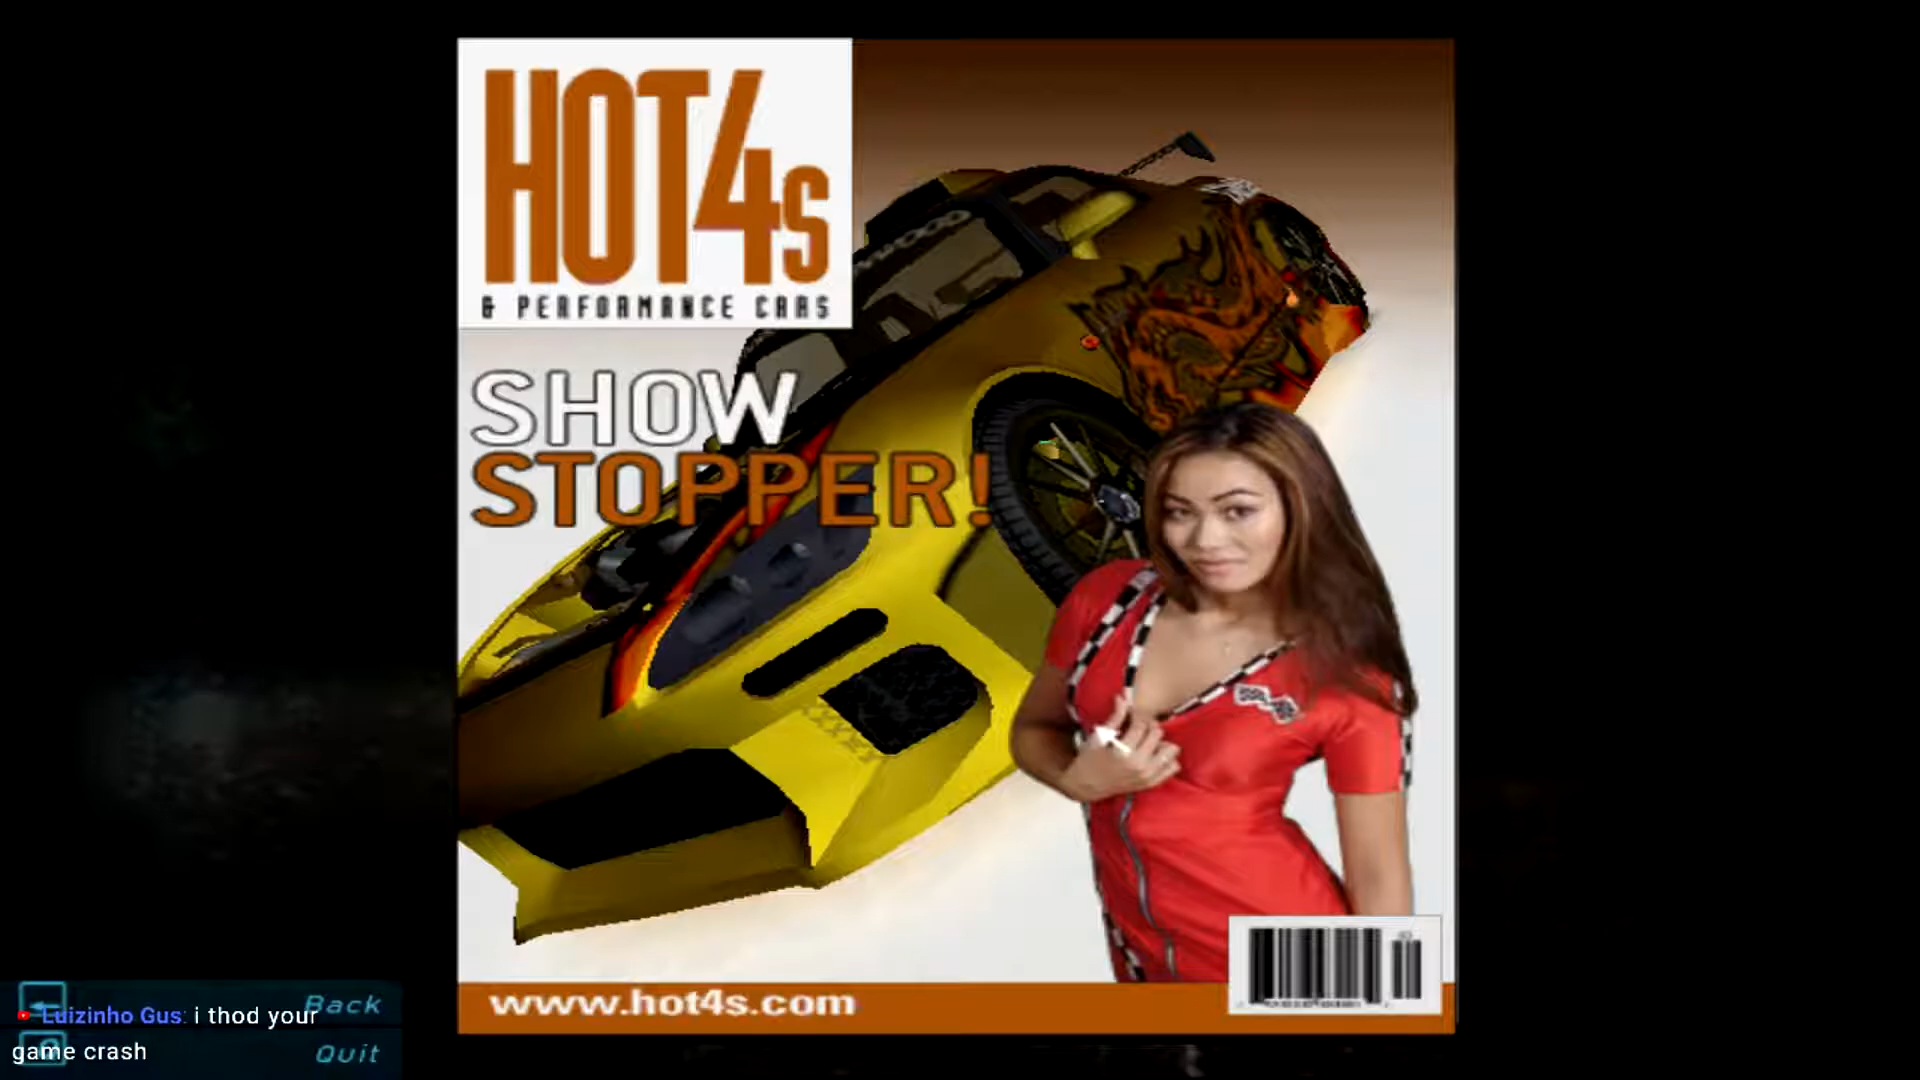 HOT4s
& PERFORMANCE CARS
SHOW
STOPPER!
www.hot4s.com
Back
Luizinho Gus: i thod your
game crash
Quit